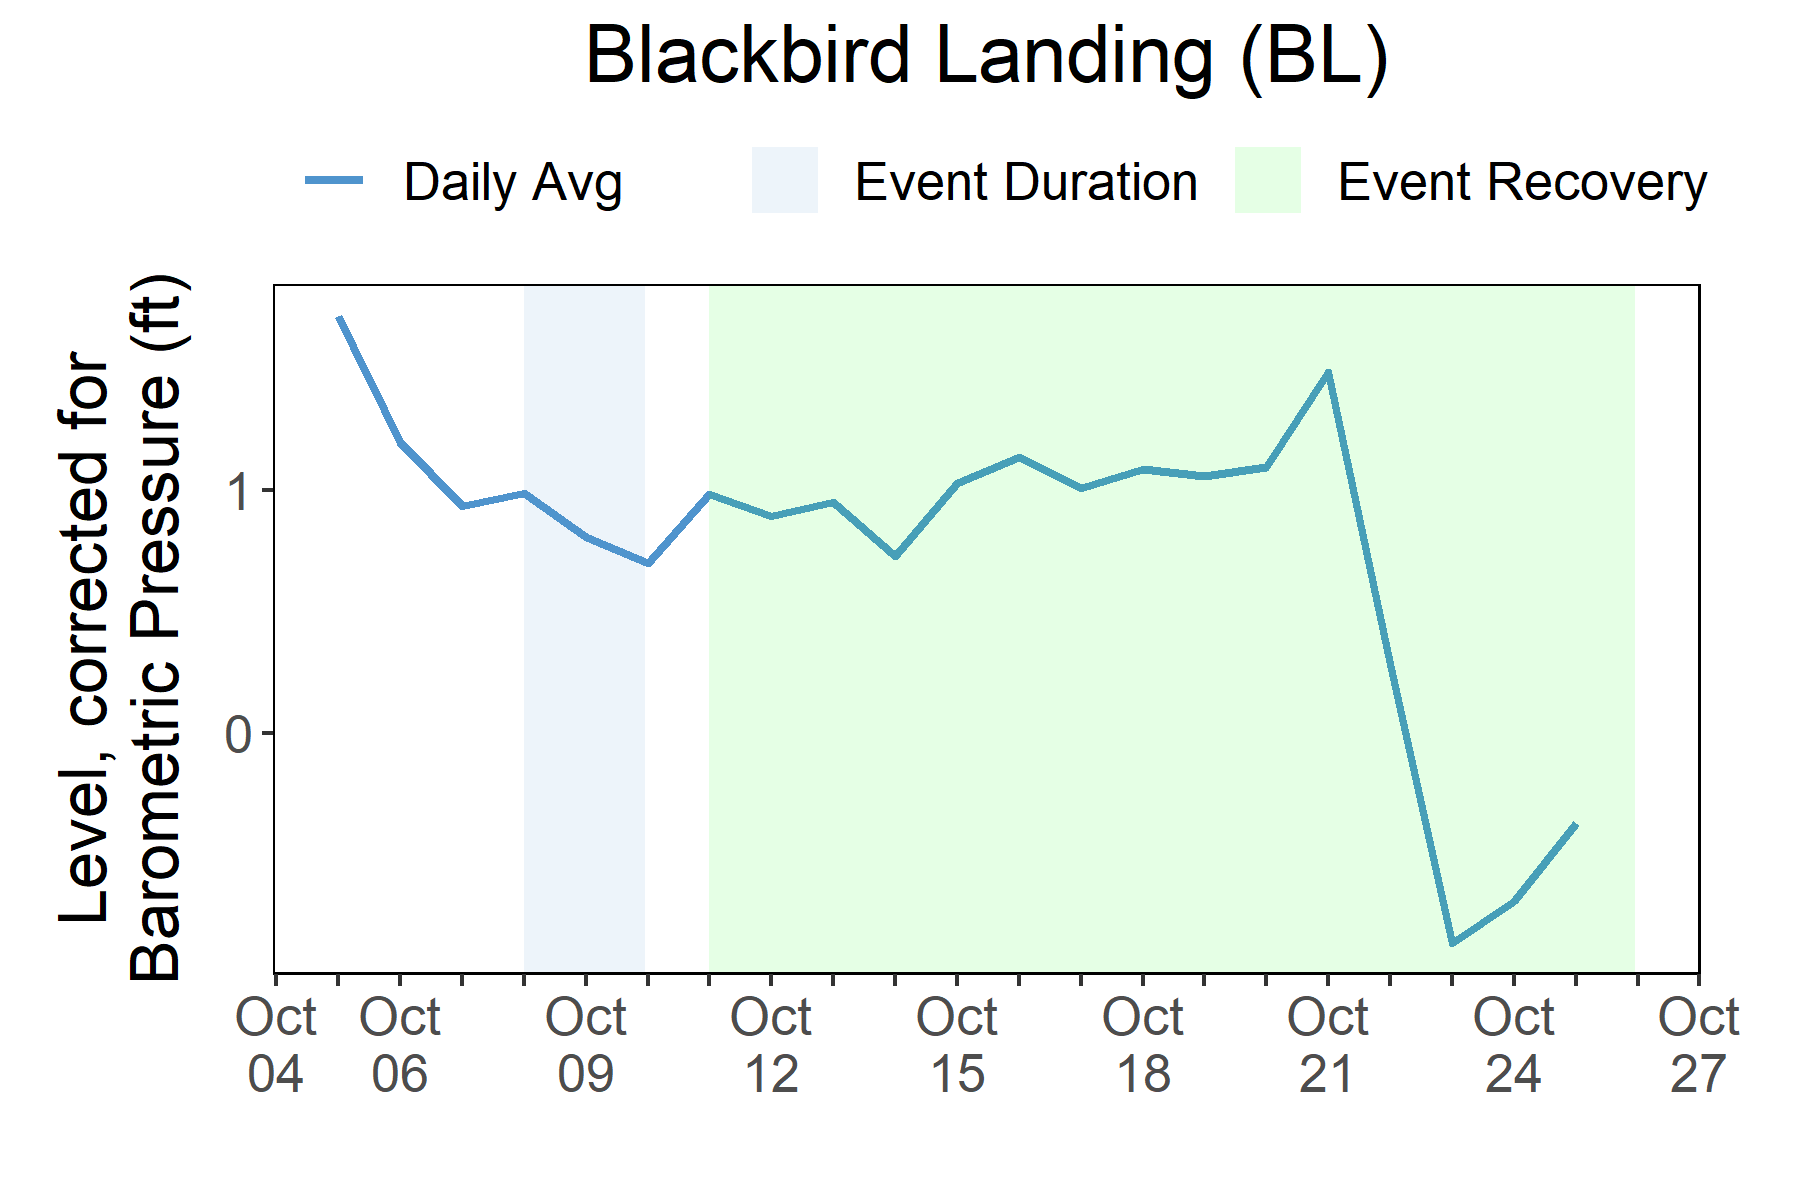 Blackbird Landing (BL)
Daily Avg
Event Duration
Event Recovery
Level, corrected for
Barometric Pressure (ft)
1
0
Oct
04
Oct
06
Oct
09
Oct
12
Oct
15
Oct
18
Oct
21
Oct
24
Oct
27